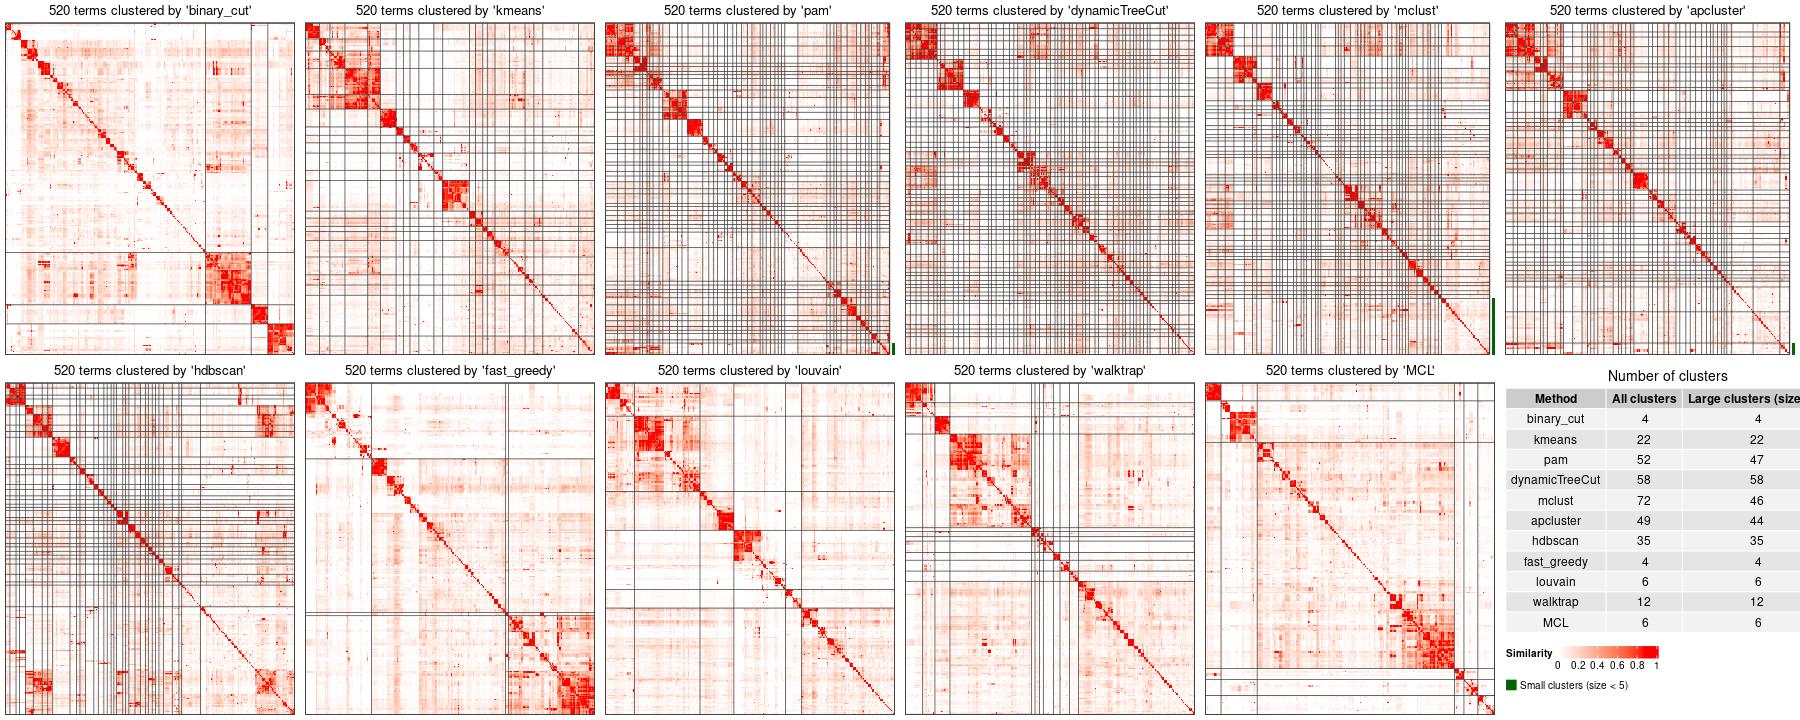 520 terms clustered by 'binary_cut'
520 terms clustered by 'kmeans'
520 terms clustered by 'pam'
520 terms clustered by 'dynamicTreeCut'
520 terms clustered by 'mclust'
520 terms clustered by 'apcluster'
520 terms clustered by 'hdbscan'
520 terms clustered by 'fast_greedy'
520 terms clustered by 'louvain'
520 terms clustered by 'walktrap'
520 terms clustered by 'MCL'
Number of clusters
Method All clusters Large clusters (size
binary_cut 4 4
kmeans 22 22
pam 52 47
dynamicTreeCut 58 58
mclust 72 46
apcluster 49 44
hdbscan 35 35
fast_greedy 4 4
louvain 6 6
walktrap 12 12
MCL 6 6
Similarity
0 0.2 0.4 0.6 0.8 1
Small clusters (size < 5)